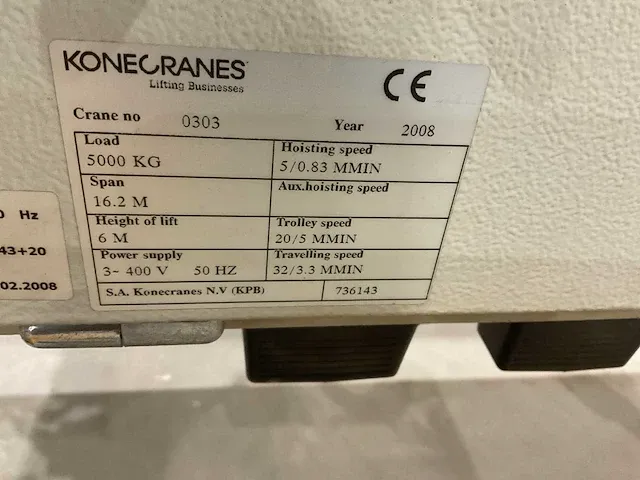 KONECRANES
Lifting Businesses
CE
Crane no 0303 Year 2008
Load
5000 KG
Hoisting speed
5/0.83 MMIN
Span
16.2 M
Aux.hoisting speed
Height of lift
6 M
Trolley speed
20/5 MMIN
Power supply
3~ 400 V 50 HZ
Travelling speed
32/3.3 MMIN
S.A. Konecranes N.V (KPB) 736143
0 Hz
43+20
02.2008